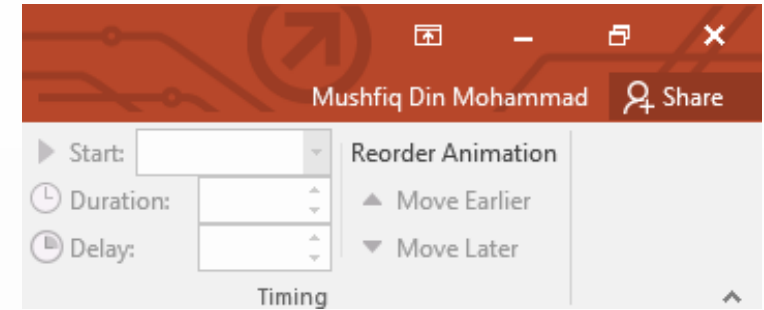 Mushfiq Din Mohammad Share
Start: Reorder Animation
Duration: Move Earlier
Delay: Move Later
Timing